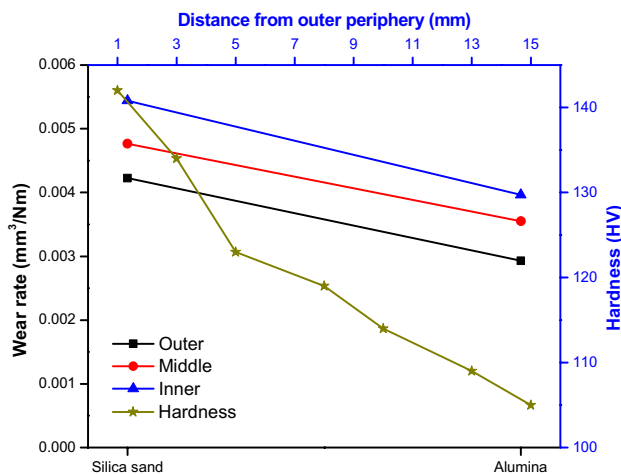 Distance from outer periphery (mm)
1 3 5 7 9 11 13 15
0.006
0.005
0.004
0.003
0.002
0.001
0.000
Wear rate (mm³/Nm)
140
130
120
110
100
Hardness (HV)
Outer
Middle
Inner
Hardness
Silica sand Alumina